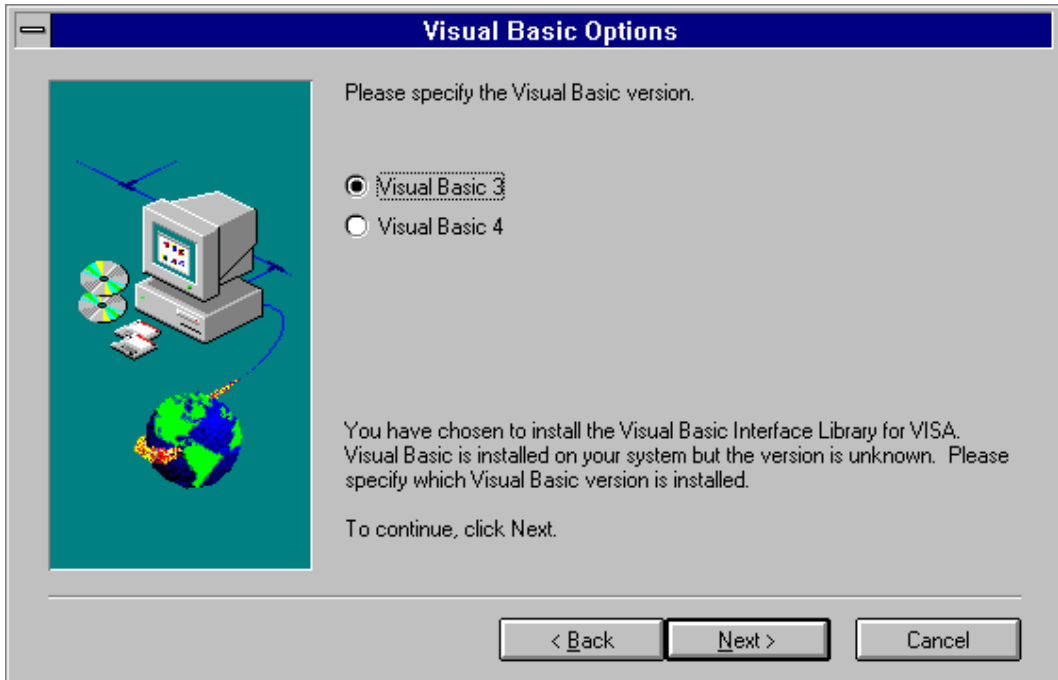 Visual Basic Options
Please specify the Visual Basic version.
Visual Basic 3
Visual Basic 4
You have chosen to install the Visual Basic Interface Library for VISA.
Visual Basic is installed on your system but the version is unknown.  Please
specify which Visual Basic version is installed.
To continue, click Next.
< Back
Next >
Cancel